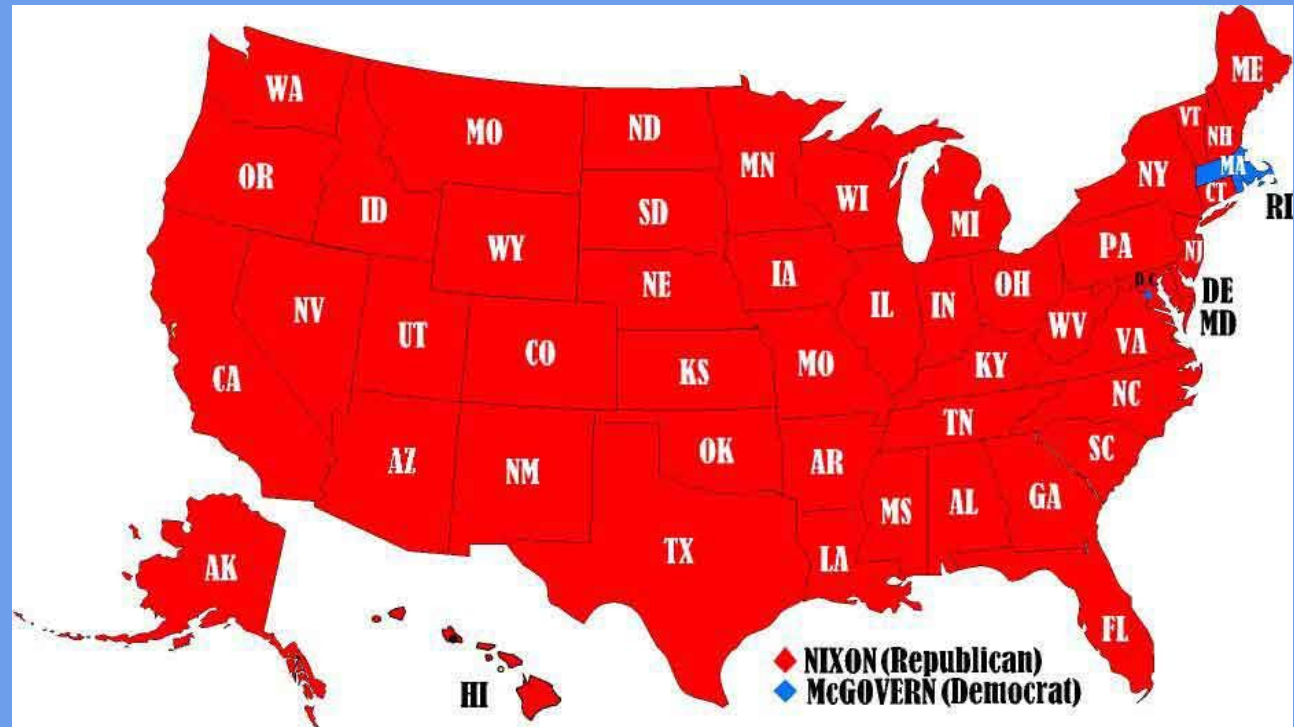 WA
MO
ND
MN
ME
VT
NH
MA
OR
ID
SD
WI
NY
CT
RI
WY
MI
PA
NJ
IA
NE
OH
DC
DE
NV
IL
IN
WV
MD
UT
CO
VA
KS
MO
KY
CA
NC
TN
OK
SC
AZ
NM
AR
AL
GA
MS
TX
LA
AK
FL
NIXON (Republican)
HI
McGOVERN (Democrat)